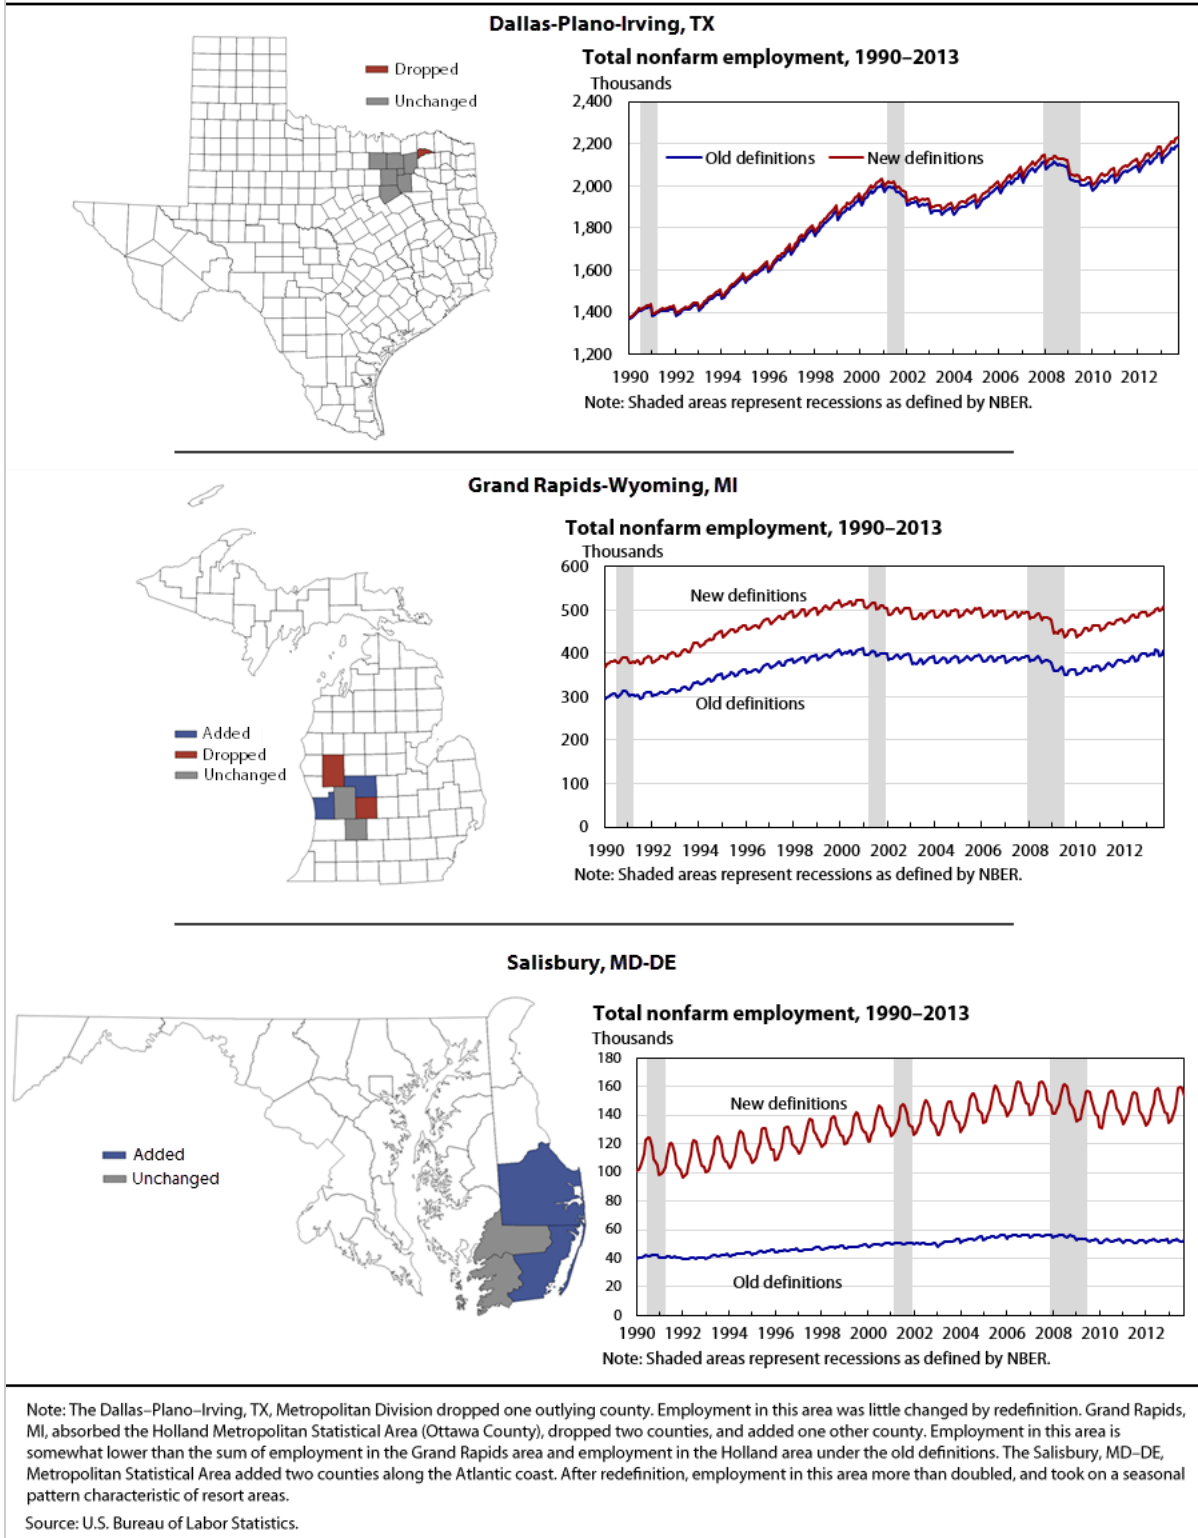 Dallas-Plano-Irving, TX
Dropped
Unchanged
Total nonfarm employment, 1990–2013
Thousands
2,400
2,200
2,000
1,800
1,600
1,400
1,200
Old definitions
New definitions
1990 1992 1994 1996 1998 2000 2002 2004 2006 2008 2010 2012
Note: Shaded areas represent recessions as defined by NBER.
Grand Rapids-Wyoming, MI
Added
Dropped
Unchanged
Total nonfarm employment, 1990–2013
Thousands
600
500
400
300
200
100
0
New definitions
Old definitions
1990 1992 1994 1996 1998 2000 2002 2004 2006 2008 2010 2012
Note: Shaded areas represent recessions as defined by NBER.
Salisbury, MD-DE
Added
Unchanged
Total nonfarm employment, 1990–2013
Thousands
180
160
140
120
100
80
60
40
20
0
New definitions
Old definitions
1990 1992 1994 1996 1998 2000 2002 2004 2006 2008 2010 2012
Note: Shaded areas represent recessions as defined by NBER.
Note: The Dallas–Plano–Irving, TX, Metropolitan Division dropped one outlying county. Employment in this area was little changed by redefinition. Grand Rapids,
MI, absorbed the Holland Metropolitan Statistical Area (Ottawa County), dropped two counties, and added one other county. Employment in this area is
somewhat lower than the sum of employment in the Grand Rapids area and employment in the Holland area under the old definitions. The Salisbury, MD–DE,
Metropolitan Statistical Area added two counties along the Atlantic coast. After redefinition, employment in this area more than doubled, and took on a seasonal
pattern characteristic of resort areas.
Source: U.S. Bureau of Labor Statistics.